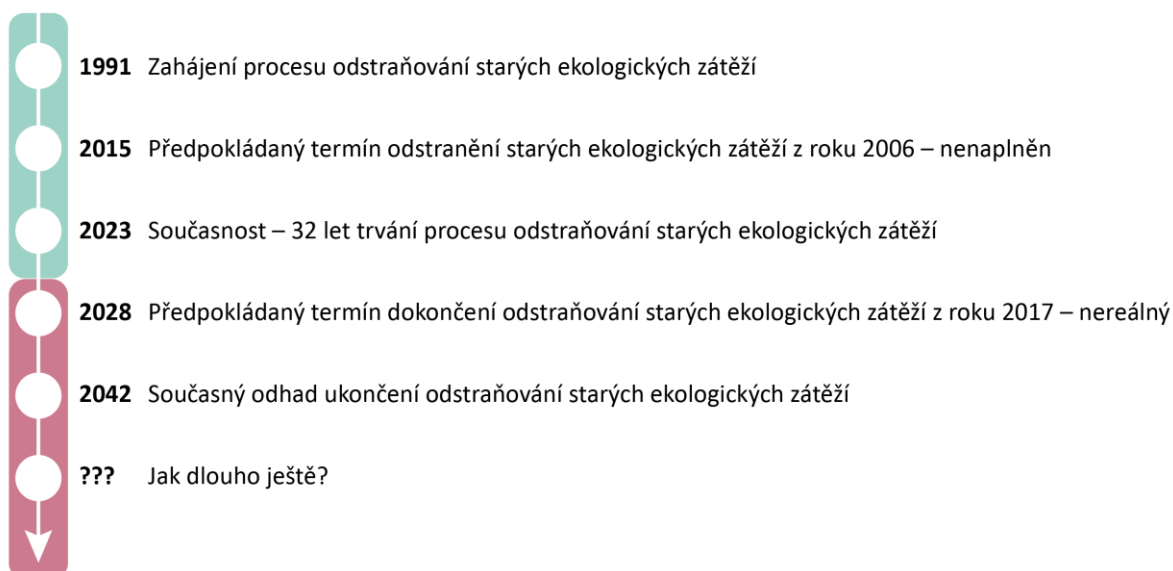 1991 Zahájení procesu odstraňování starých ekologických zátěží
2015 Předpokládaný termín odstranění starých ekologických zátěží z roku 2006 – nenaplněn
2023 Současnost – 32 let trvání procesu odstraňování starých ekologických zátěží
2028 Předpokládaný termín dokončení odstraňování starých ekologických zátěží z roku 2017 – nereálný
2042 Současný odhad ukončení odstraňování starých ekologických zátěží
??? Jak dlouho ještě?